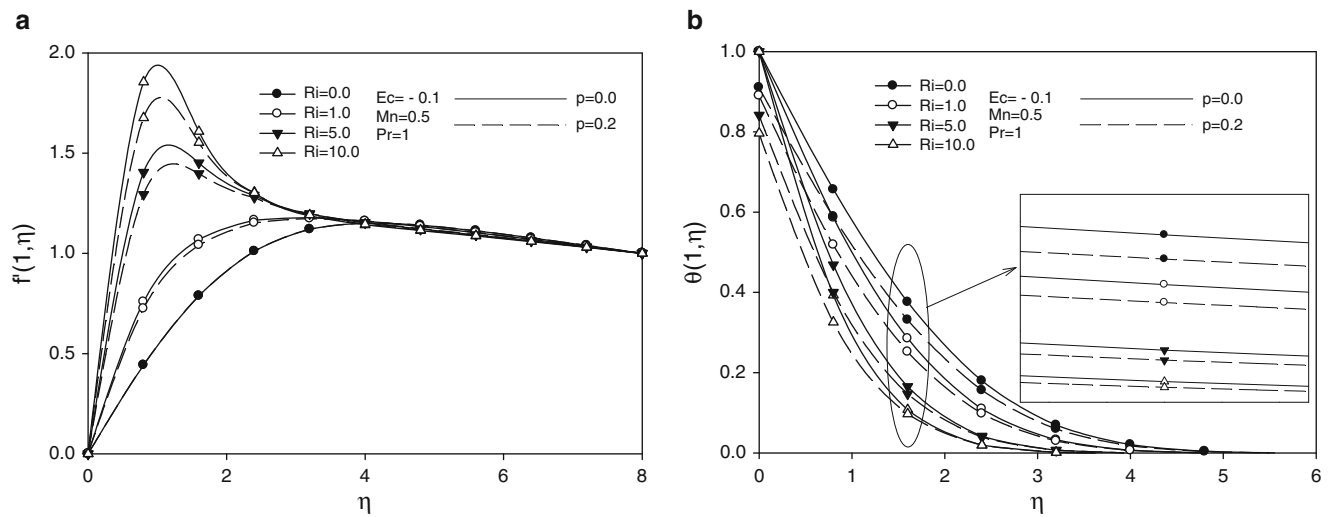 a
2.0
1.5
1.0
0.5
0.0
f'(1,η)
Ri=0.0
Ri=1.0
Ri=5.0
Ri=10.0
Ec= - 0.1
Mn=0.5
Pr=1
p=0.0
p=0.2
0 2 4 6 8
η
b
1.0
0.8
0.6
0.4
0.2
0.0
θ(1,η)
Ri=0.0
Ri=1.0
Ri=5.0
Ri=10.0
Ec= - 0.1
Mn=0.5
Pr=1
p=0.0
p=0.2
0 1 2 3 4 5 6
η